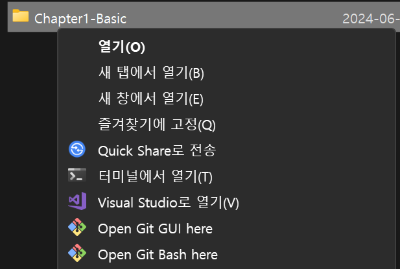 Chapter1-Basic 2024-06-
열기(O)
새 탭에서 열기(B)
새 창에서 열기(E)
즐겨찾기에 고정(Q)
Quick Share로 전송
터미널에서 열기(T)
Visual Studio로 열기(V)
Open Git GUI here
Open Git Bash here